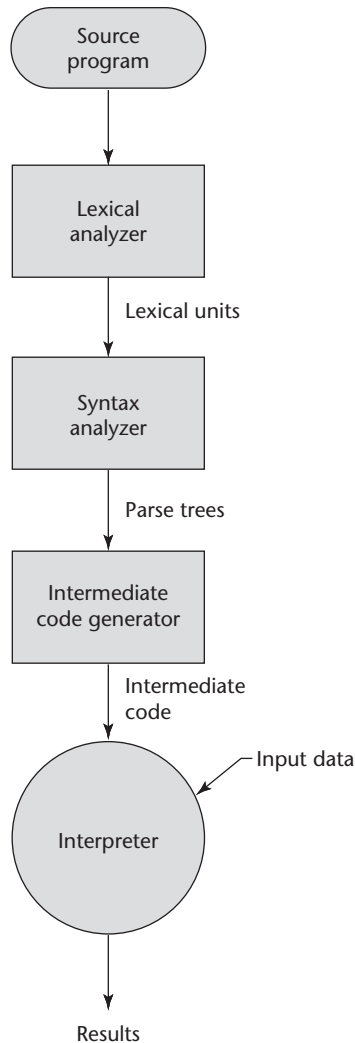 Source
program
Lexical
analyzer
Lexical units
Syntax
analyzer
Parse trees
Intermediate
code generator
Intermediate
code
Input data
Interpreter
Results